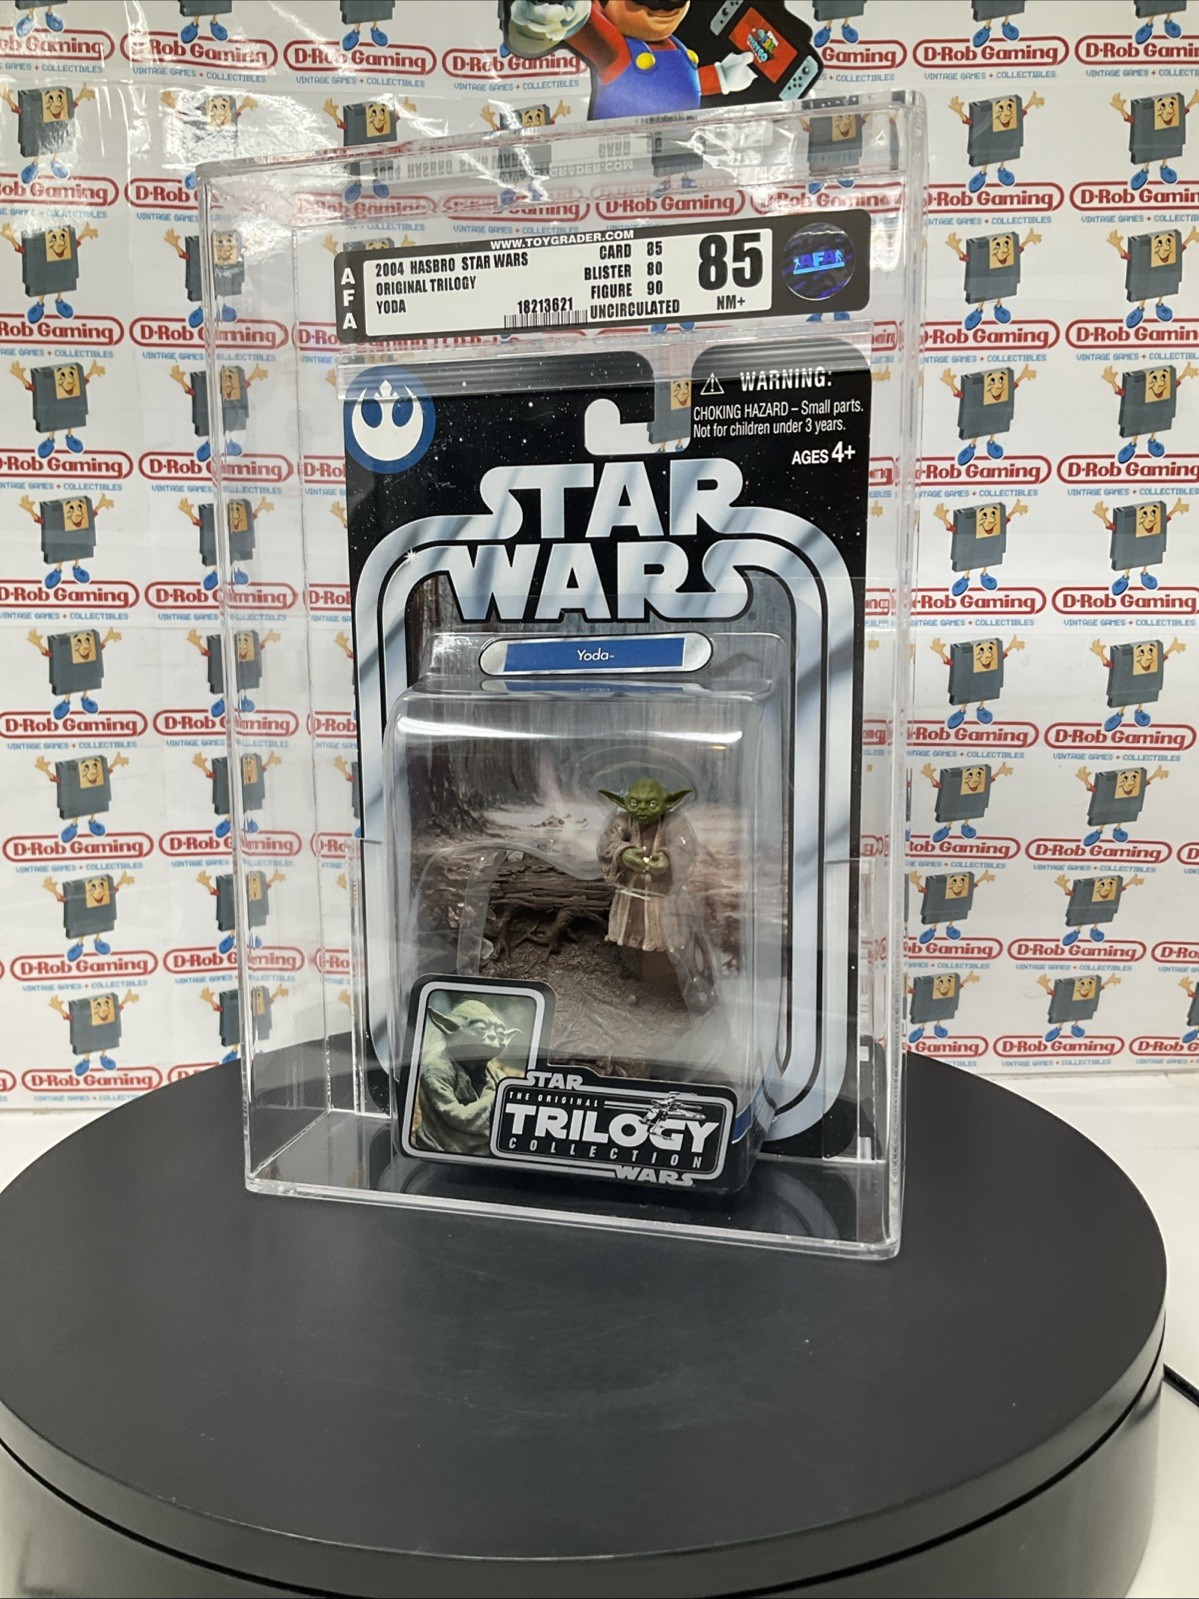 D-Rob Gaming
VINTAGE GAMES + COLLECTIBLES
WWW.TOYGRADER.COM
AFA
2004 HASBRO STAR WARS
ORIGINAL TRILOGY
YODA
18213621
CARD 85
BLISTER 80
FIGURE 90
UNCIRCULATED
85
NM+
AFA
WARNING:
CHOKING HAZARD – Small parts.
Not for children under 3 years.
AGES 4+
STAR
WARS
Yoda™
STAR
THE ORIGINAL
TRILOGY
COLLECTION
WARS